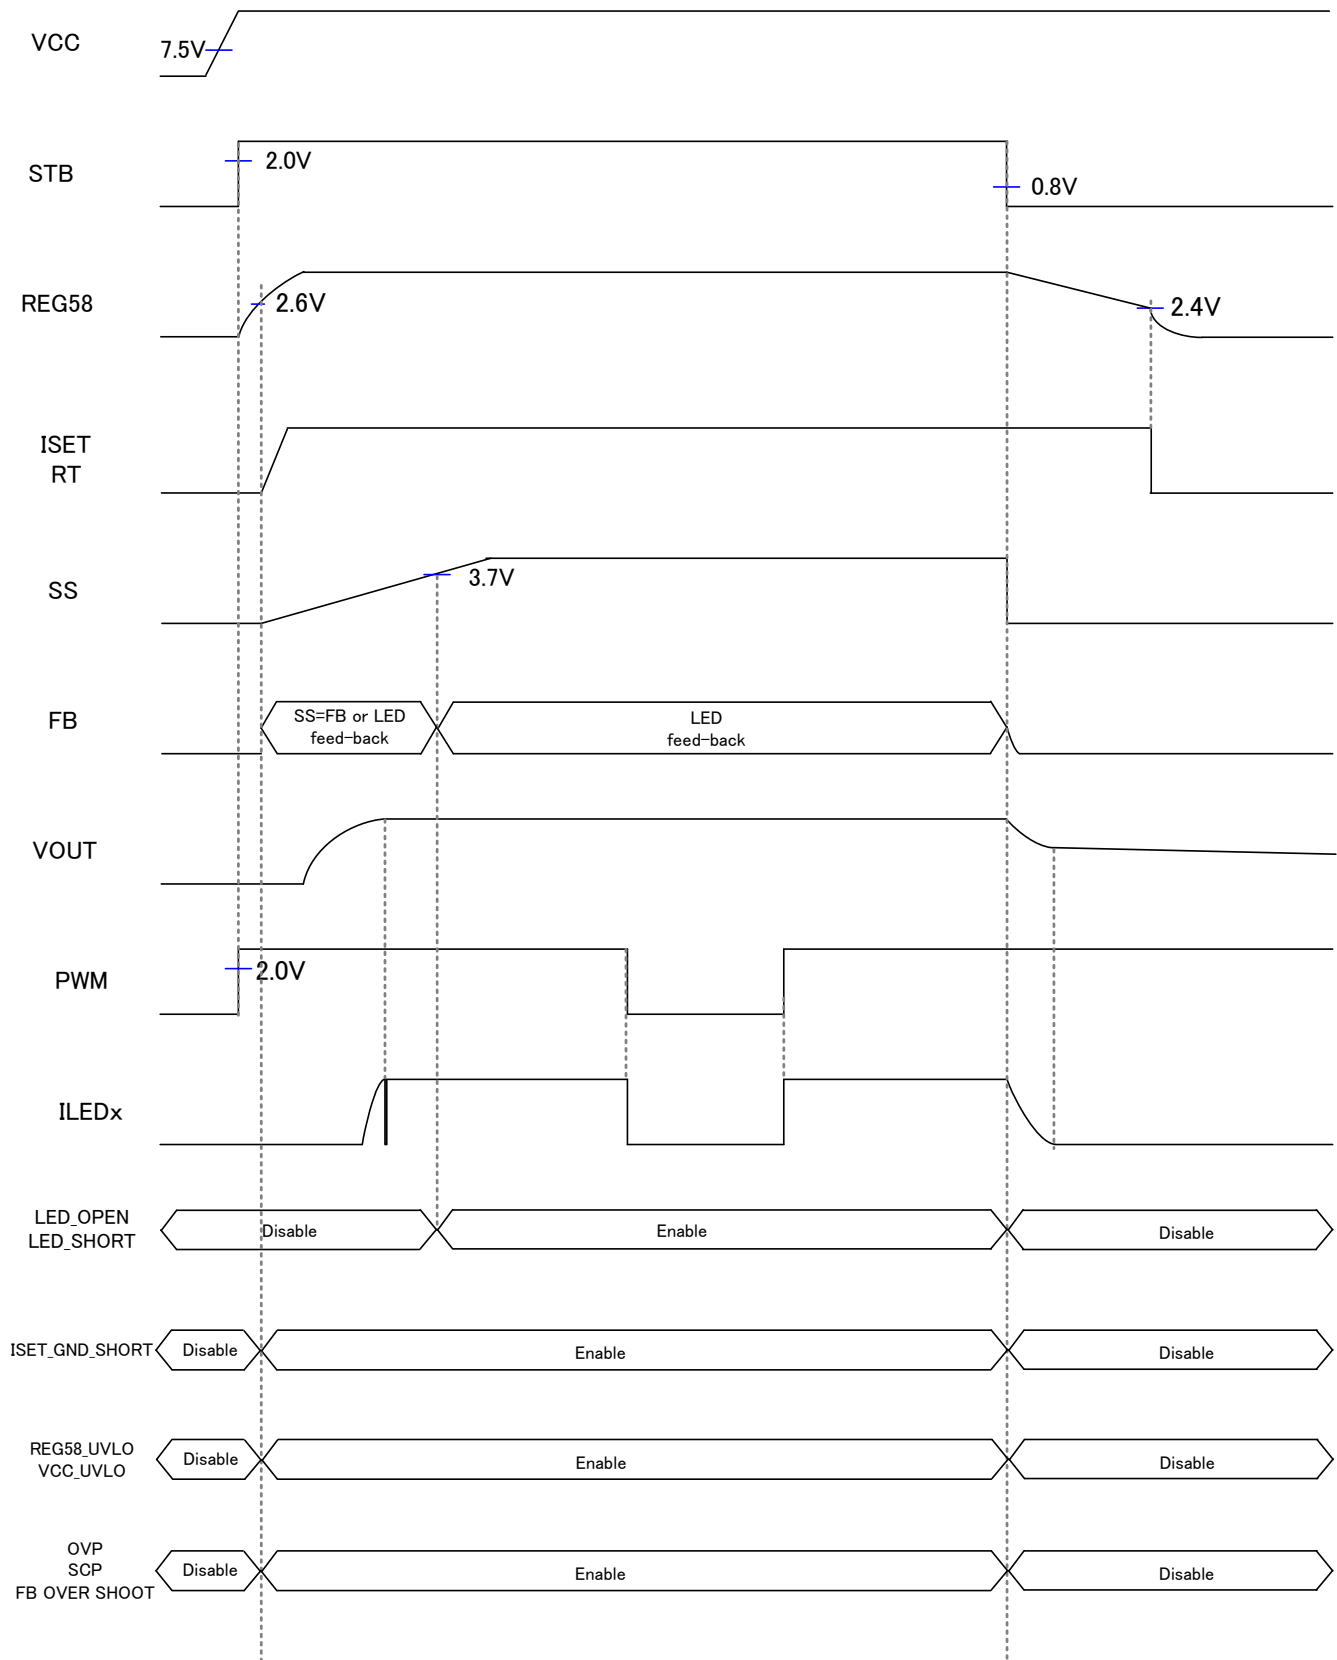 VCC
7.5V
STB
2.0V
0.8V
REG58
2.6V
2.4V
ISET
RT
SS
3.7V
FB
SS=FB or LED
feed-back
LED
feed-back
VOUT
PWM
2.0V
ILEDx
LED_OPEN
LED_SHORT
Disable
Enable
Disable
ISET_GND_SHORT
Disable
Enable
Disable
REG58_UVLO
VCC_UVLO
Disable
Enable
Disable
OVP
SCP
FB OVER SHOOT
Disable
Enable
Disable